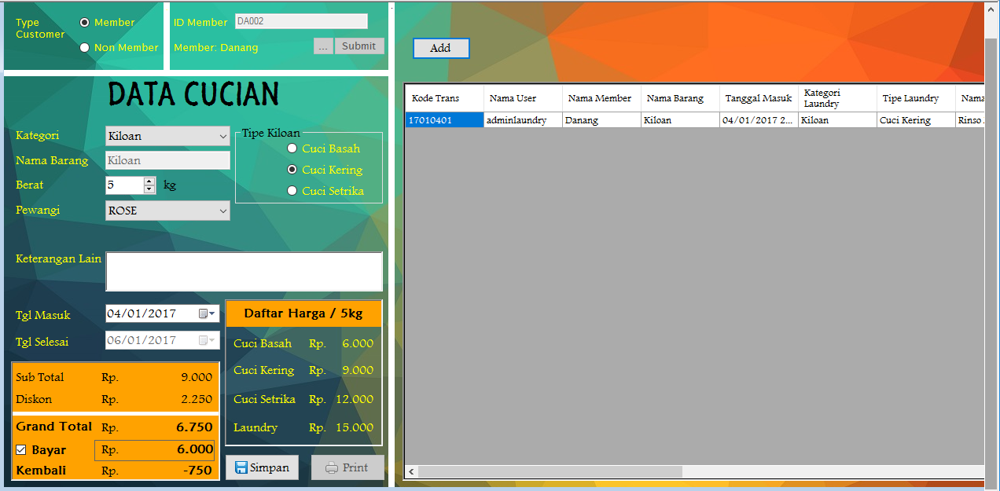 Type Customer
Member
Non Member
ID Member DA002
Member: Danang ... Submit
DATA CUCIAN
Kategori Kiloan
Nama Barang Kiloan
Berat 5 kg
Pewangi ROSE
Tipe Kiloan
Cuci Basah
Cuci Kering
Cuci Setrika
Keterangan Lain
Tgl Masuk 04/01/2017
Tgl Selesai 06/01/2017
Sub Total Rp. 9.000
Diskon Rp. 2.250
Grand Total Rp. 6.750
Bayar Rp. 6.000
Kembali Rp. -750
Daftar Harga / 5kg
Cuci Basah Rp. 6.000
Cuci Kering Rp. 9.000
Cuci Setrika Rp. 12.000
Laundry Rp. 15.000
Simpan Print
Add
Kode Trans Nama User Nama Member Nama Barang Tanggal Masuk Kategori Laundry Tipe Laundry Nama
17010401 adminlaundry Danang Kiloan 04/01/2017 2... Kiloan Cuci Kering Rinso